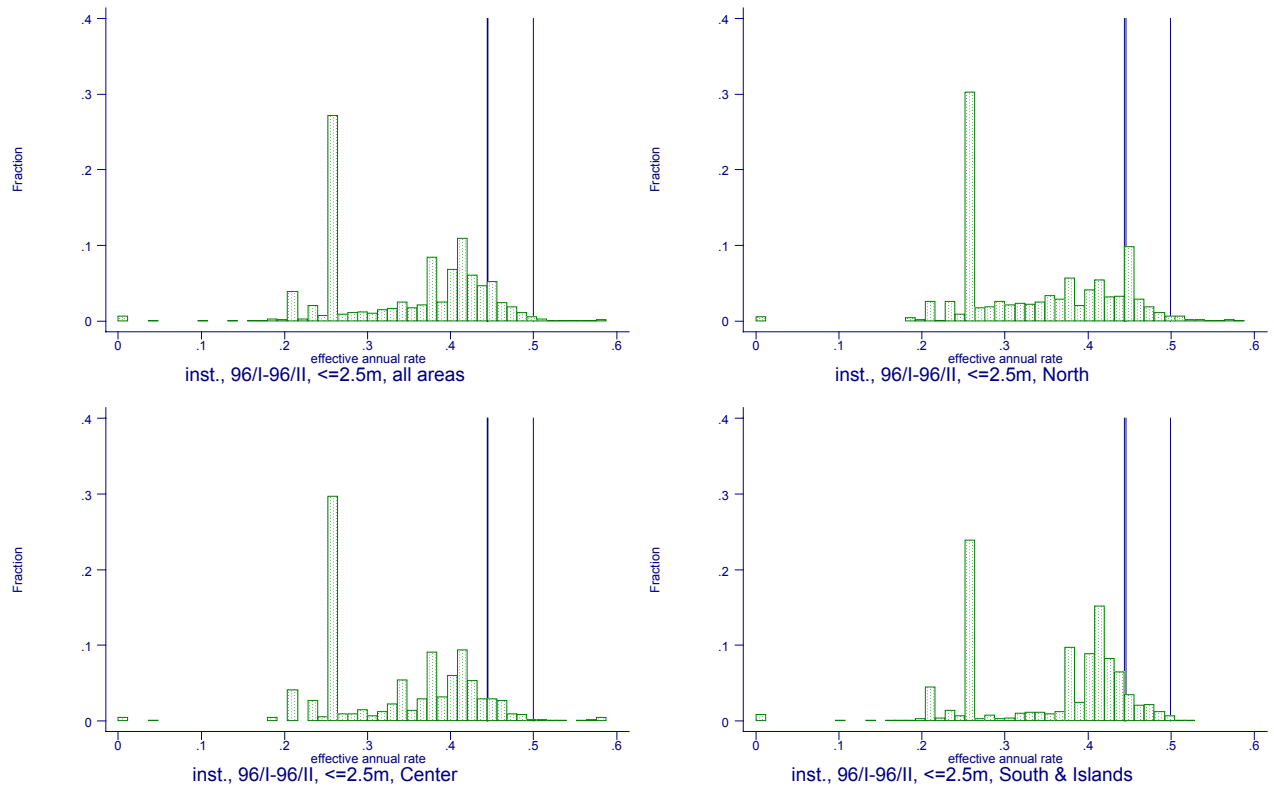 Fraction
.4
.3
.2
.1
0
0 .1 .2 .3 .4 .5 .6
effective annual rate
inst., 96/I-96/II, <=2.5m, all areas
Fraction
.4
.3
.2
.1
0
0 .1 .2 .3 .4 .5 .6
effective annual rate
inst., 96/I-96/II, <=2.5m, North
Fraction
.4
.3
.2
.1
0
0 .1 .2 .3 .4 .5 .6
effective annual rate
inst., 96/I-96/II, <=2.5m, Center
Fraction
.4
.3
.2
.1
0
0 .1 .2 .3 .4 .5 .6
effective annual rate
inst., 96/I-96/II, <=2.5m, South & Islands